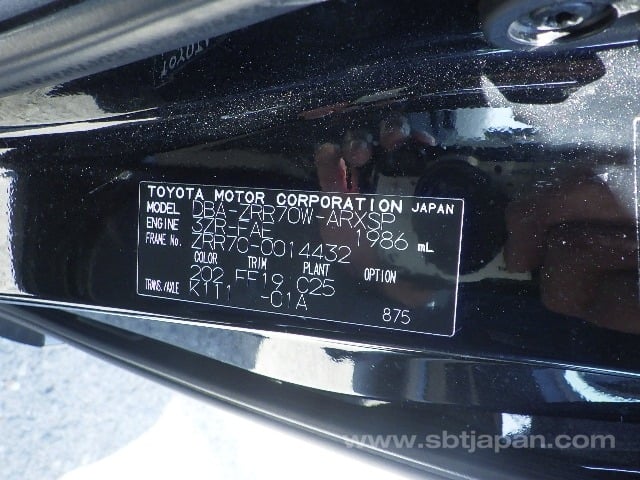 TOYOTA MOTOR CORPORATION JAPAN
MODEL DBA-ZRR70W-ARXSP
ENGINE 3ZR-FAE 1986 mL
FRAME No. ZRR70-0014432
COLOR TRIM PLANT OPTION
202 FF19 C25
TRANS./AXLE K111 -01A
875
www.sbtjapan.com